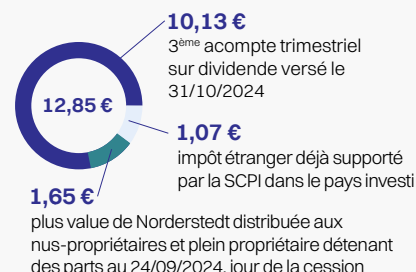 10,13 €
3ème acompte trimestriel
sur dividende versé le
31/10/2024
12,85 €
1,07 €
impôt étranger déjà supporté
par la SCPI dans le pays investi
1,65 €
plus value de Norderstedt distribuée aux
nus-propriétaires et plein propriétaire détenant
des parts au 24/09/2024, jour de la cession